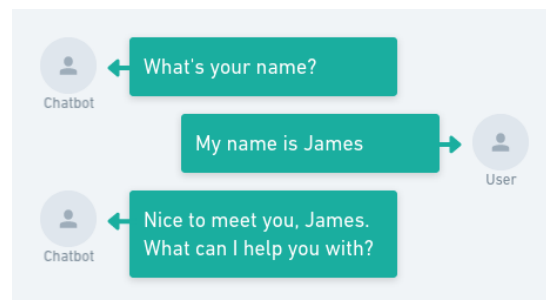 What's your name?
Chatbot
My name is James
User
Nice to meet you, James.
What can I help you with?
Chatbot